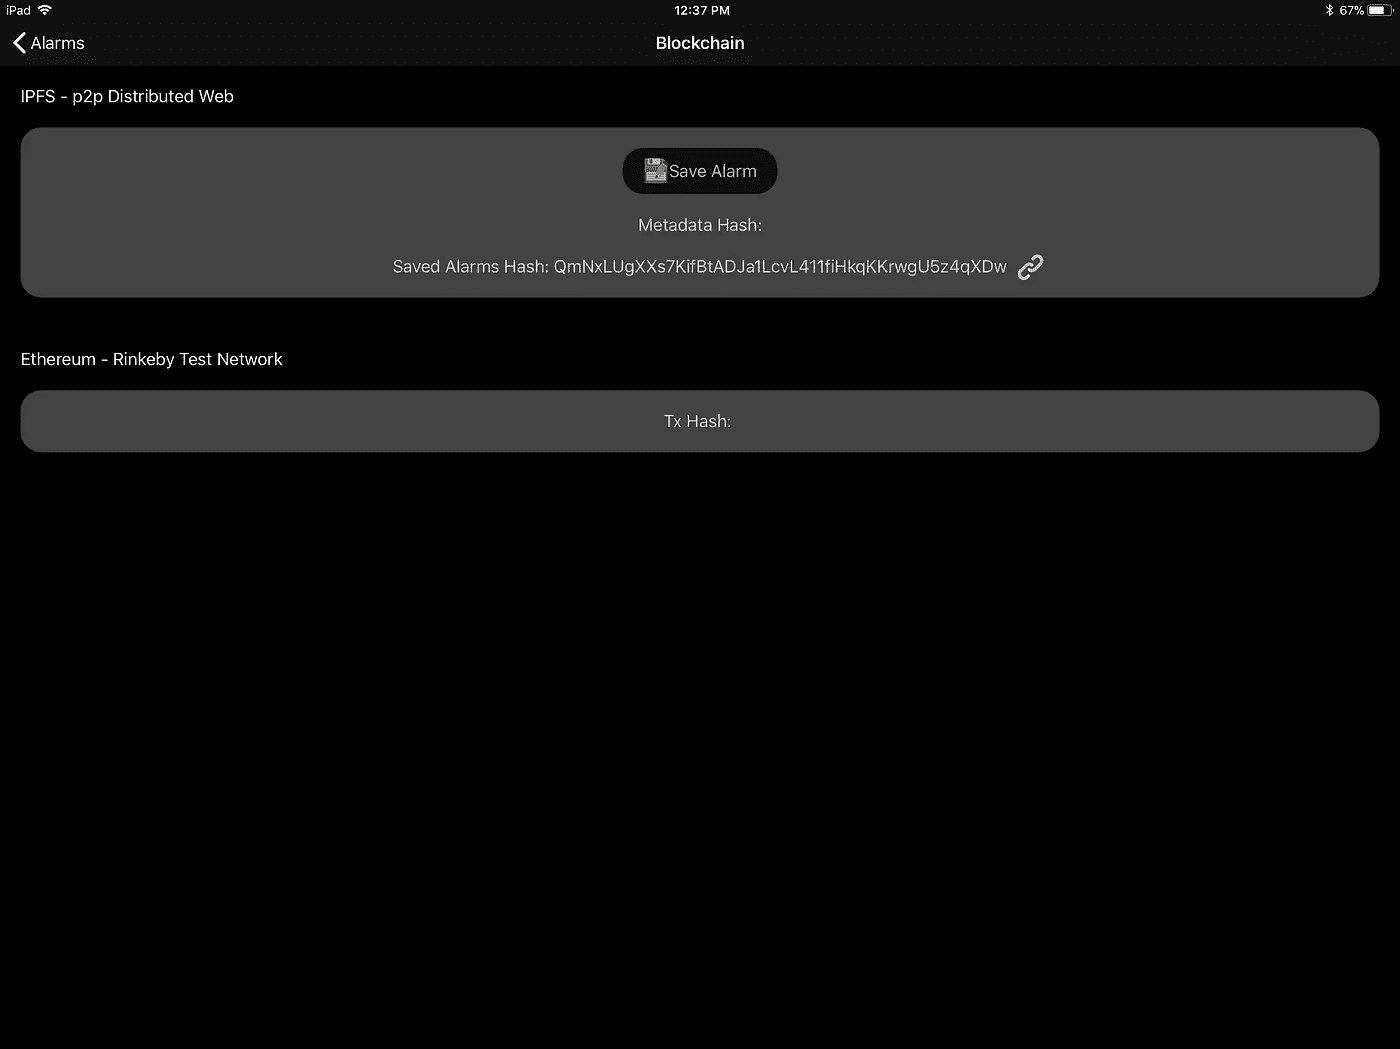 iPad 12:37 PM 67%
Alarms Blockchain
IPFS - p2p Distributed Web
Save Alarm
Metadata Hash:
Saved Alarms Hash: QmNxLUgXXs7KifBtADJa1LcvL411fiHkqKKrwgU5z4qXDw
Ethereum - Rinkeby Test Network
Tx Hash: